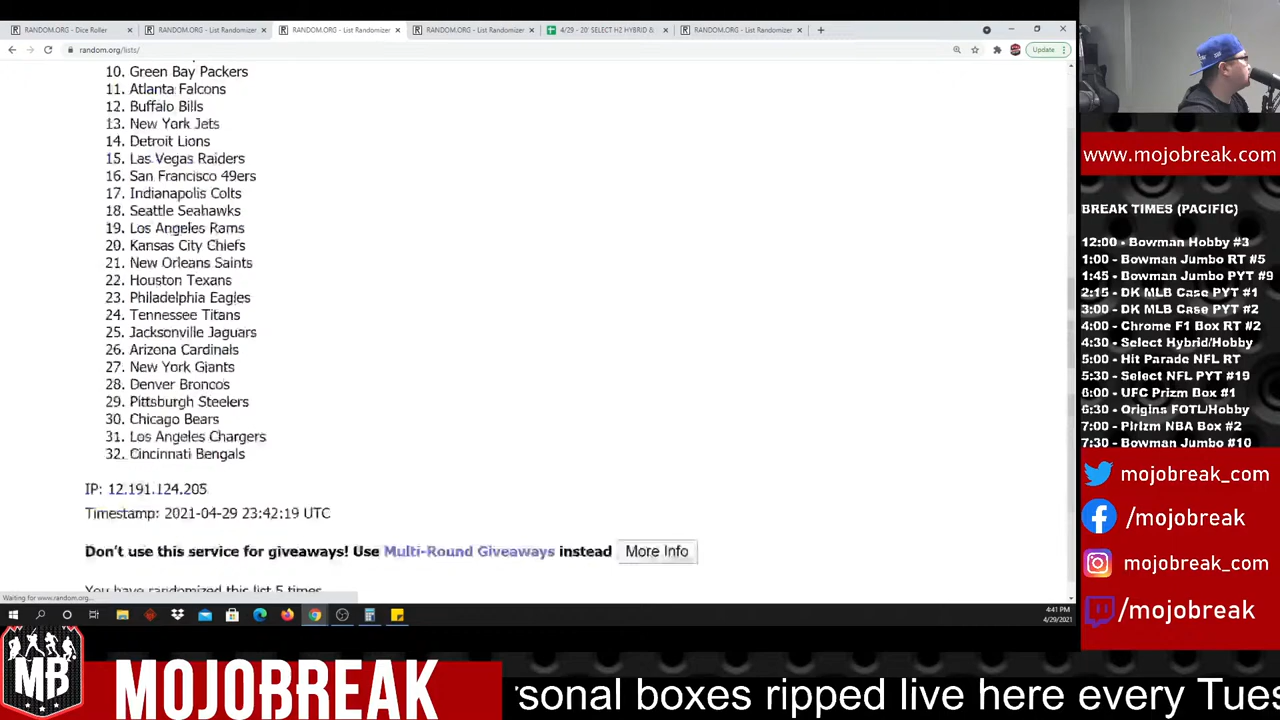 RANDOM.ORG - Dice Roller
RANDOM.ORG - List Randomizer
RANDOM.ORG - List Randomizer
RANDOM.ORG - List Randomizer
4/29 - 20' SELECT H2 HYBRID &
RANDOM.ORG - List Randomizer
random.org/lists/
Update
10. Green Bay Packers
11. Atlanta Falcons
12. Buffalo Bills
13. New York Jets
14. Detroit Lions
15. Las Vegas Raiders
16. San Francisco 49ers
17. Indianapolis Colts
18. Seattle Seahawks
19. Los Angeles Rams
20. Kansas City Chiefs
21. New Orleans Saints
22. Houston Texans
23. Philadelphia Eagles
24. Tennessee Titans
25. Jacksonville Jaguars
26. Arizona Cardinals
27. New York Giants
28. Denver Broncos
29. Pittsburgh Steelers
30. Chicago Bears
31. Los Angeles Chargers
32. Cincinnati Bengals
IP: 12.191.124.205
Timestamp: 2021-04-29 23:42:19 UTC
Don't use this service for giveaways! Use Multi-Round Giveaways instead More Info
You have randomized this list 5 times.
Waiting for www.random.org...
4:41 PM
4/29/2021
www.mojobreak.com
BREAK TIMES (PACIFIC)
12:00 - Bowman Hobby #3
1:00 - Bowman Jumbo RT #5
1:45 - Bowman Jumbo PYT #9
2:15 - DK MLB Case PYT #1
3:00 - DK MLB Case PYT #2
4:00 - Chrome F1 Box RT #2
4:30 - Select Hybrid/Hobby
5:00 - Hit Parade NFL RT
5:30 - Select NFL PYT #19
6:00 - UFC Prizm Box #1
6:30 - Origins FOTL/Hobby
7:00 - Pirizm NBA Box #2
7:30 - Bowman Jumbo #10
mojobreak_com
/mojobreak
mojobreak_com
/mojobreak
MB
MOJOBREAK
rsonal boxes ripped live here every Tues